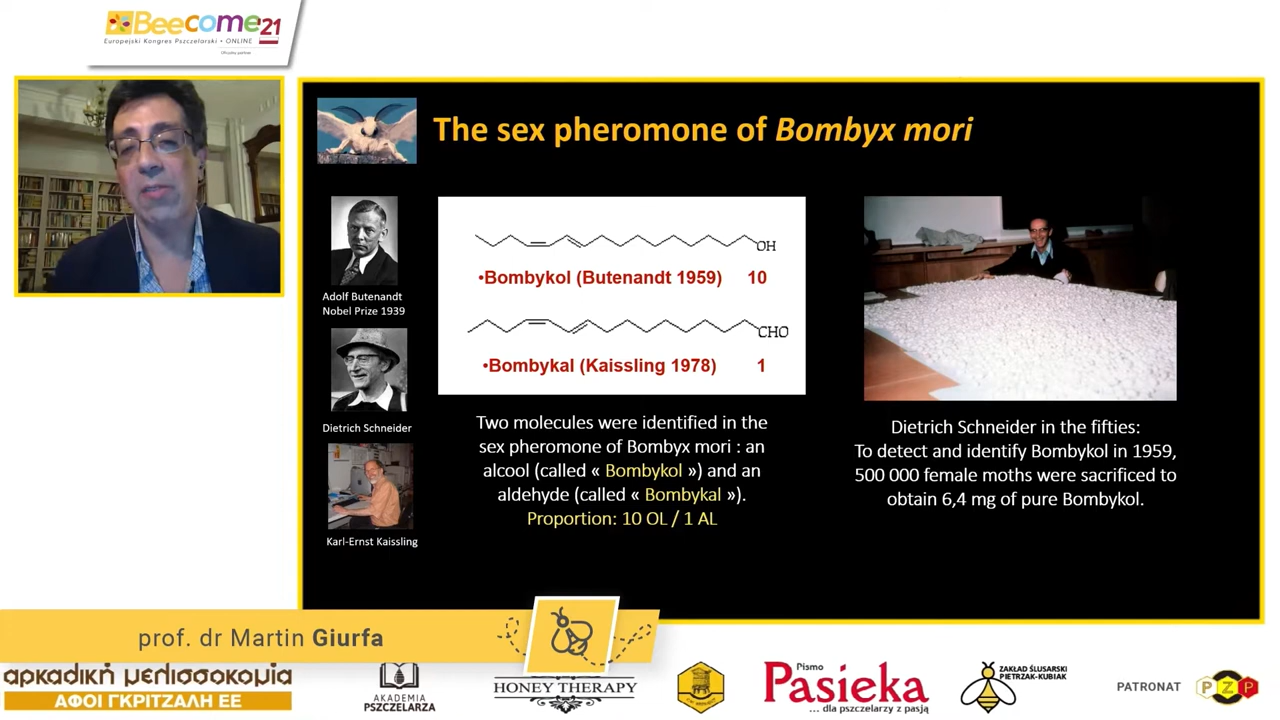 Beecome'21
Europejski Kongres Pszczelarski • ONLINE
The sex pheromone of Bombyx mori
Adolf Butenandt
Nobel Prize 1939
Dietrich Schneider
Karl-Ernst Kaissling
OH
•Bombykol (Butenandt 1959) 10
CHO
•Bombykal (Kaissling 1978) 1
Two molecules were identified in the
sex pheromone of Bombyx mori : an
alcool (called « Bombykol ») and an
aldehyde (called « Bombykal »).
Proportion: 10 OL / 1 AL
Dietrich Schneider in the fifties:
To detect and identify Bombykol in 1959,
500 000 female moths were sacrificed to
obtain 6,4 mg of pure Bombykol.
prof. dr Martin Giurfa
αρκαδική μελισσοκομία
ΑΦΟΙ ΓΚΡΙΤΖΑΛΗ ΕΕ
AKADEMIA
PSZCZELARZA
HONEY THERAPY
Pismo
Pasieka
... dla pszczelarzy z pasją
ZAKŁAD ŚLUSARSKI
PIETRZAK-KUBIAK
PATRONAT
PZP